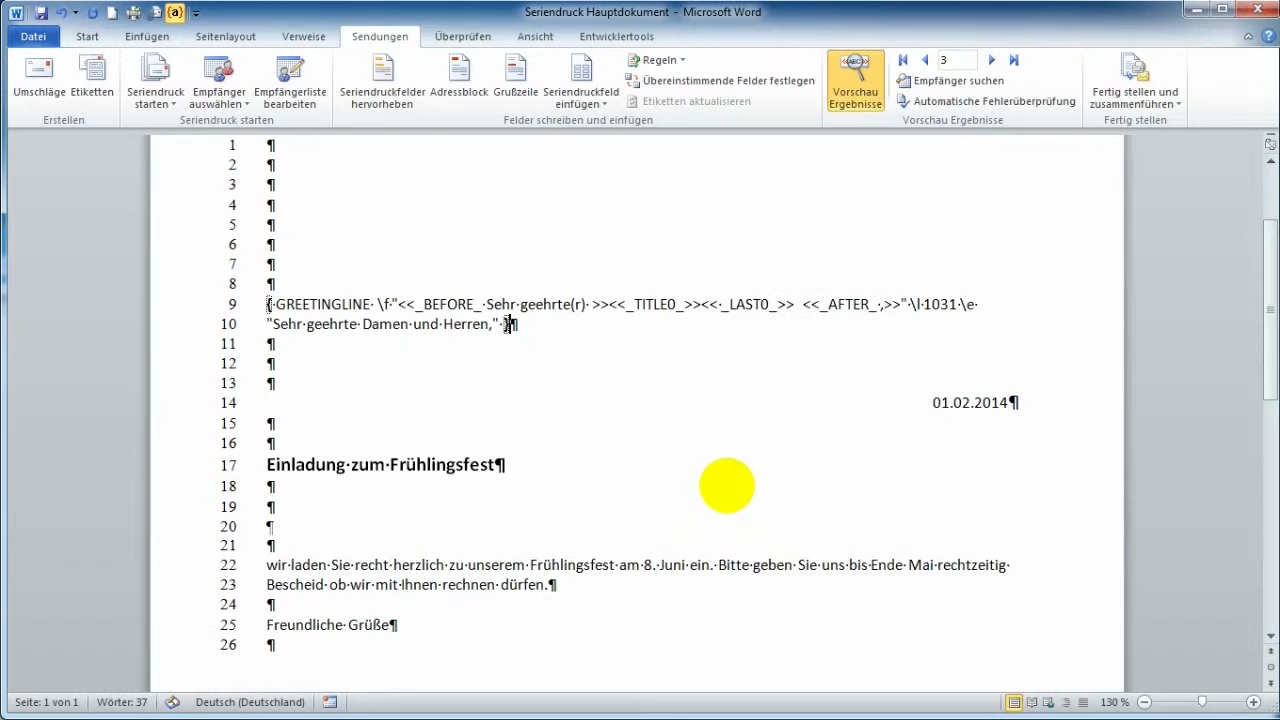 Seriendruck Hauptdokument - Microsoft Word
Datei Start Einfügen Seitenlayout Verweise Sendungen Überprüfen Ansicht Entwicklertools
Umschläge
Etiketten
Erstellen
Seriendruck starten
Empfänger auswählen
Empfängerliste bearbeiten
Seriendruck starten
Seriendruckfelder hervorheben
Adressblock
Grußzeile
Seriendruckfeld einfügen
Regeln
Übereinstimmende Felder festlegen
Etiketten aktualisieren
Felder schreiben und einfügen
«ABC»
Vorschau Ergebnisse
3
Empfänger suchen
Automatische Fehlerüberprüfung
Vorschau Ergebnisse
Fertig stellen und zusammenführen
Fertig stellen
1 ¶
2 ¶
3 ¶
4 ¶
5 ¶
6 ¶
7 ¶
8 ¶
9 {·GREETINGLINE· \f·"<<_BEFORE_·Sehr·geehrte(r)· >><<_TITLE0_>><<·_LAST0_>>  <<_AFTER_·,>>"·\l·1031·\e·
10 "Sehr·geehrte·Damen·und·Herren,"·}¶
11 ¶
12 ¶
13 ¶
14 01.02.2014¶
15 ¶
16 ¶
17 Einladung·zum·Frühlingsfest¶
18 ¶
19 ¶
20 ¶
21 ¶
22 wir·laden·Sie·recht·herzlich·zu·unserem·Frühlingsfest·am·8.·Juni·ein.·Bitte·geben·Sie·uns·bis·Ende·Mai·rechtzeitig·
23 Bescheid·ob·wir·mit·Ihnen·rechnen·dürfen.¶
24 ¶
25 Freundliche·Grüße¶
26 ¶
Seite: 1 von 1 Wörter: 37 Deutsch (Deutschland) 130 %